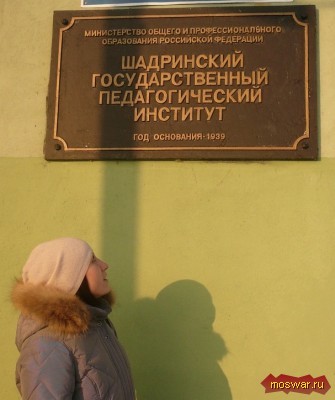 МИНИСТЕРСТВО ОБЩЕГО И ПРОФЕССИОНАЛЬНОГО
ОБРАЗОВАНИЯ РОССИЙСКОЙ ФЕДЕРАЦИИ
ШАДРИНСКИЙ
ГОСУДАРСТВЕННЫЙ
ПЕДАГОГИЧЕСКИЙ
ИНСТИТУТ
ГОД ОСНОВАНИЯ-1939
moswar.ru